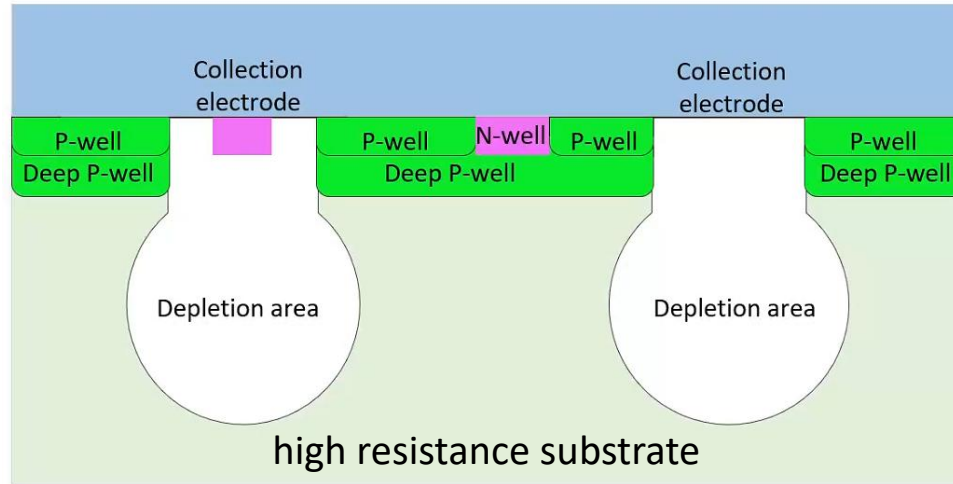 Collection
electrode
Collection
electrode
P-well
P-well
N-well
P-well
P-well
Deep P-well
Deep P-well
Deep P-well
Depletion area
Depletion area
high resistance substrate